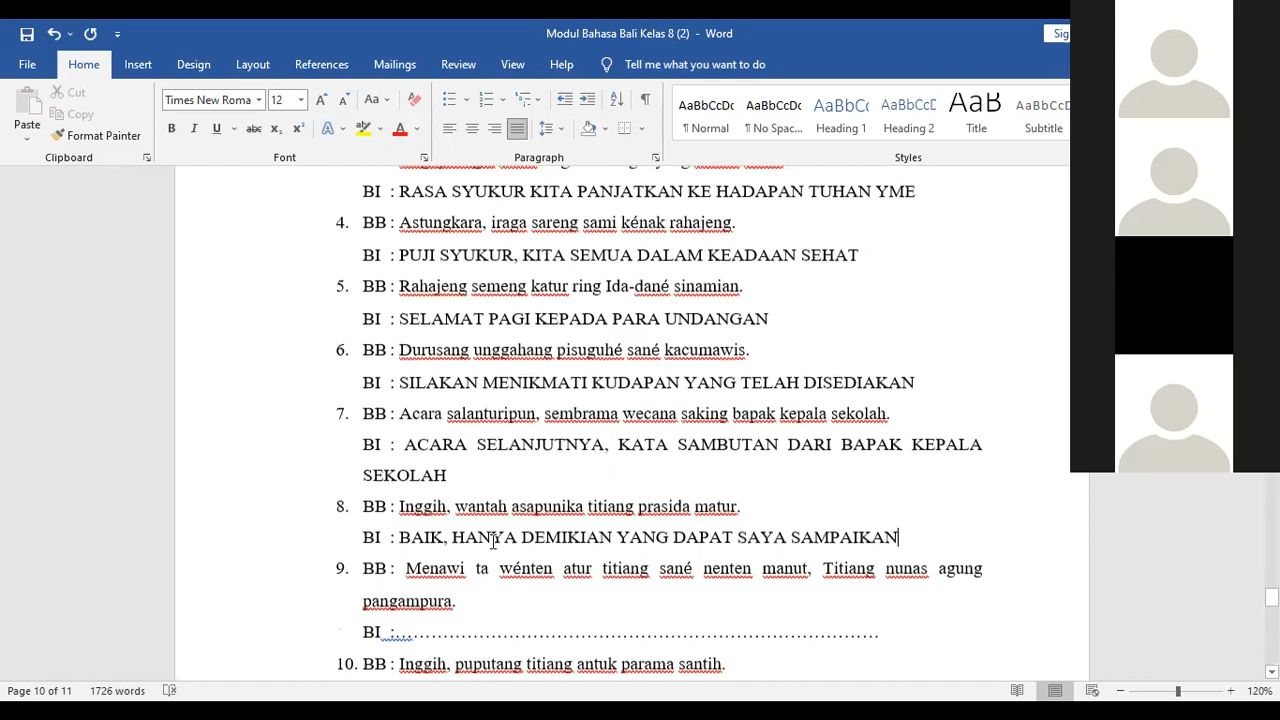 Modul Bahasa Bali Kelas 8 (2) - Word
Sig
File Home Insert Design Layout References Mailings Review View Help Tell me what you want to do
Paste Cut
Copy
Format Painter
Times New Roma 12
AaBbCcDc AaBbCcDc AaBbCc AaBbCcD AaB AaBbCcD
¶ Normal ¶ No Spac... Heading 1 Heading 2 Title Subtitle
Clipboard Font Paragraph Styles
BI : RASA SYUKUR KITA PANJATKAN KE HADAPAN TUHAN YME
4. BB : Astungkara, iraga sareng sami kénak rahajeng.
BI : PUJI SYUKUR, KITA SEMUA DALAM KEADAAN SEHAT
5. BB : Rahajeng semeng katur ring Ida-dané sinamian.
BI : SELAMAT PAGI KEPADA PARA UNDANGAN
6. BB : Durusang unggahang pisuguhé sané kacumawis.
BI : SILAKAN MENIKMATI KUDAPAN YANG TELAH DISEDIAKAN
7. BB : Acara salanturipun, sembrama wecana saking bapak kepala sekolah.
BI : ACARA SELANJUTNYA, KATA SAMBUTAN DARI BAPAK KEPALA
SEKOLAH
8. BB : Inggih, wantah asapunika titiang prasida matur.
BI : BAIK, HANYA DEMIKIAN YANG DAPAT SAYA SAMPAIKAN
9. BB : Menawi ta wénten atur titiang sané nenten manut, Titiang nunas agung
pangampura.
BI :……………………………………………………………………………
10. BB : Inggih, puputang titiang antuk parama santih.
Page 10 of 11 1726 words 120%